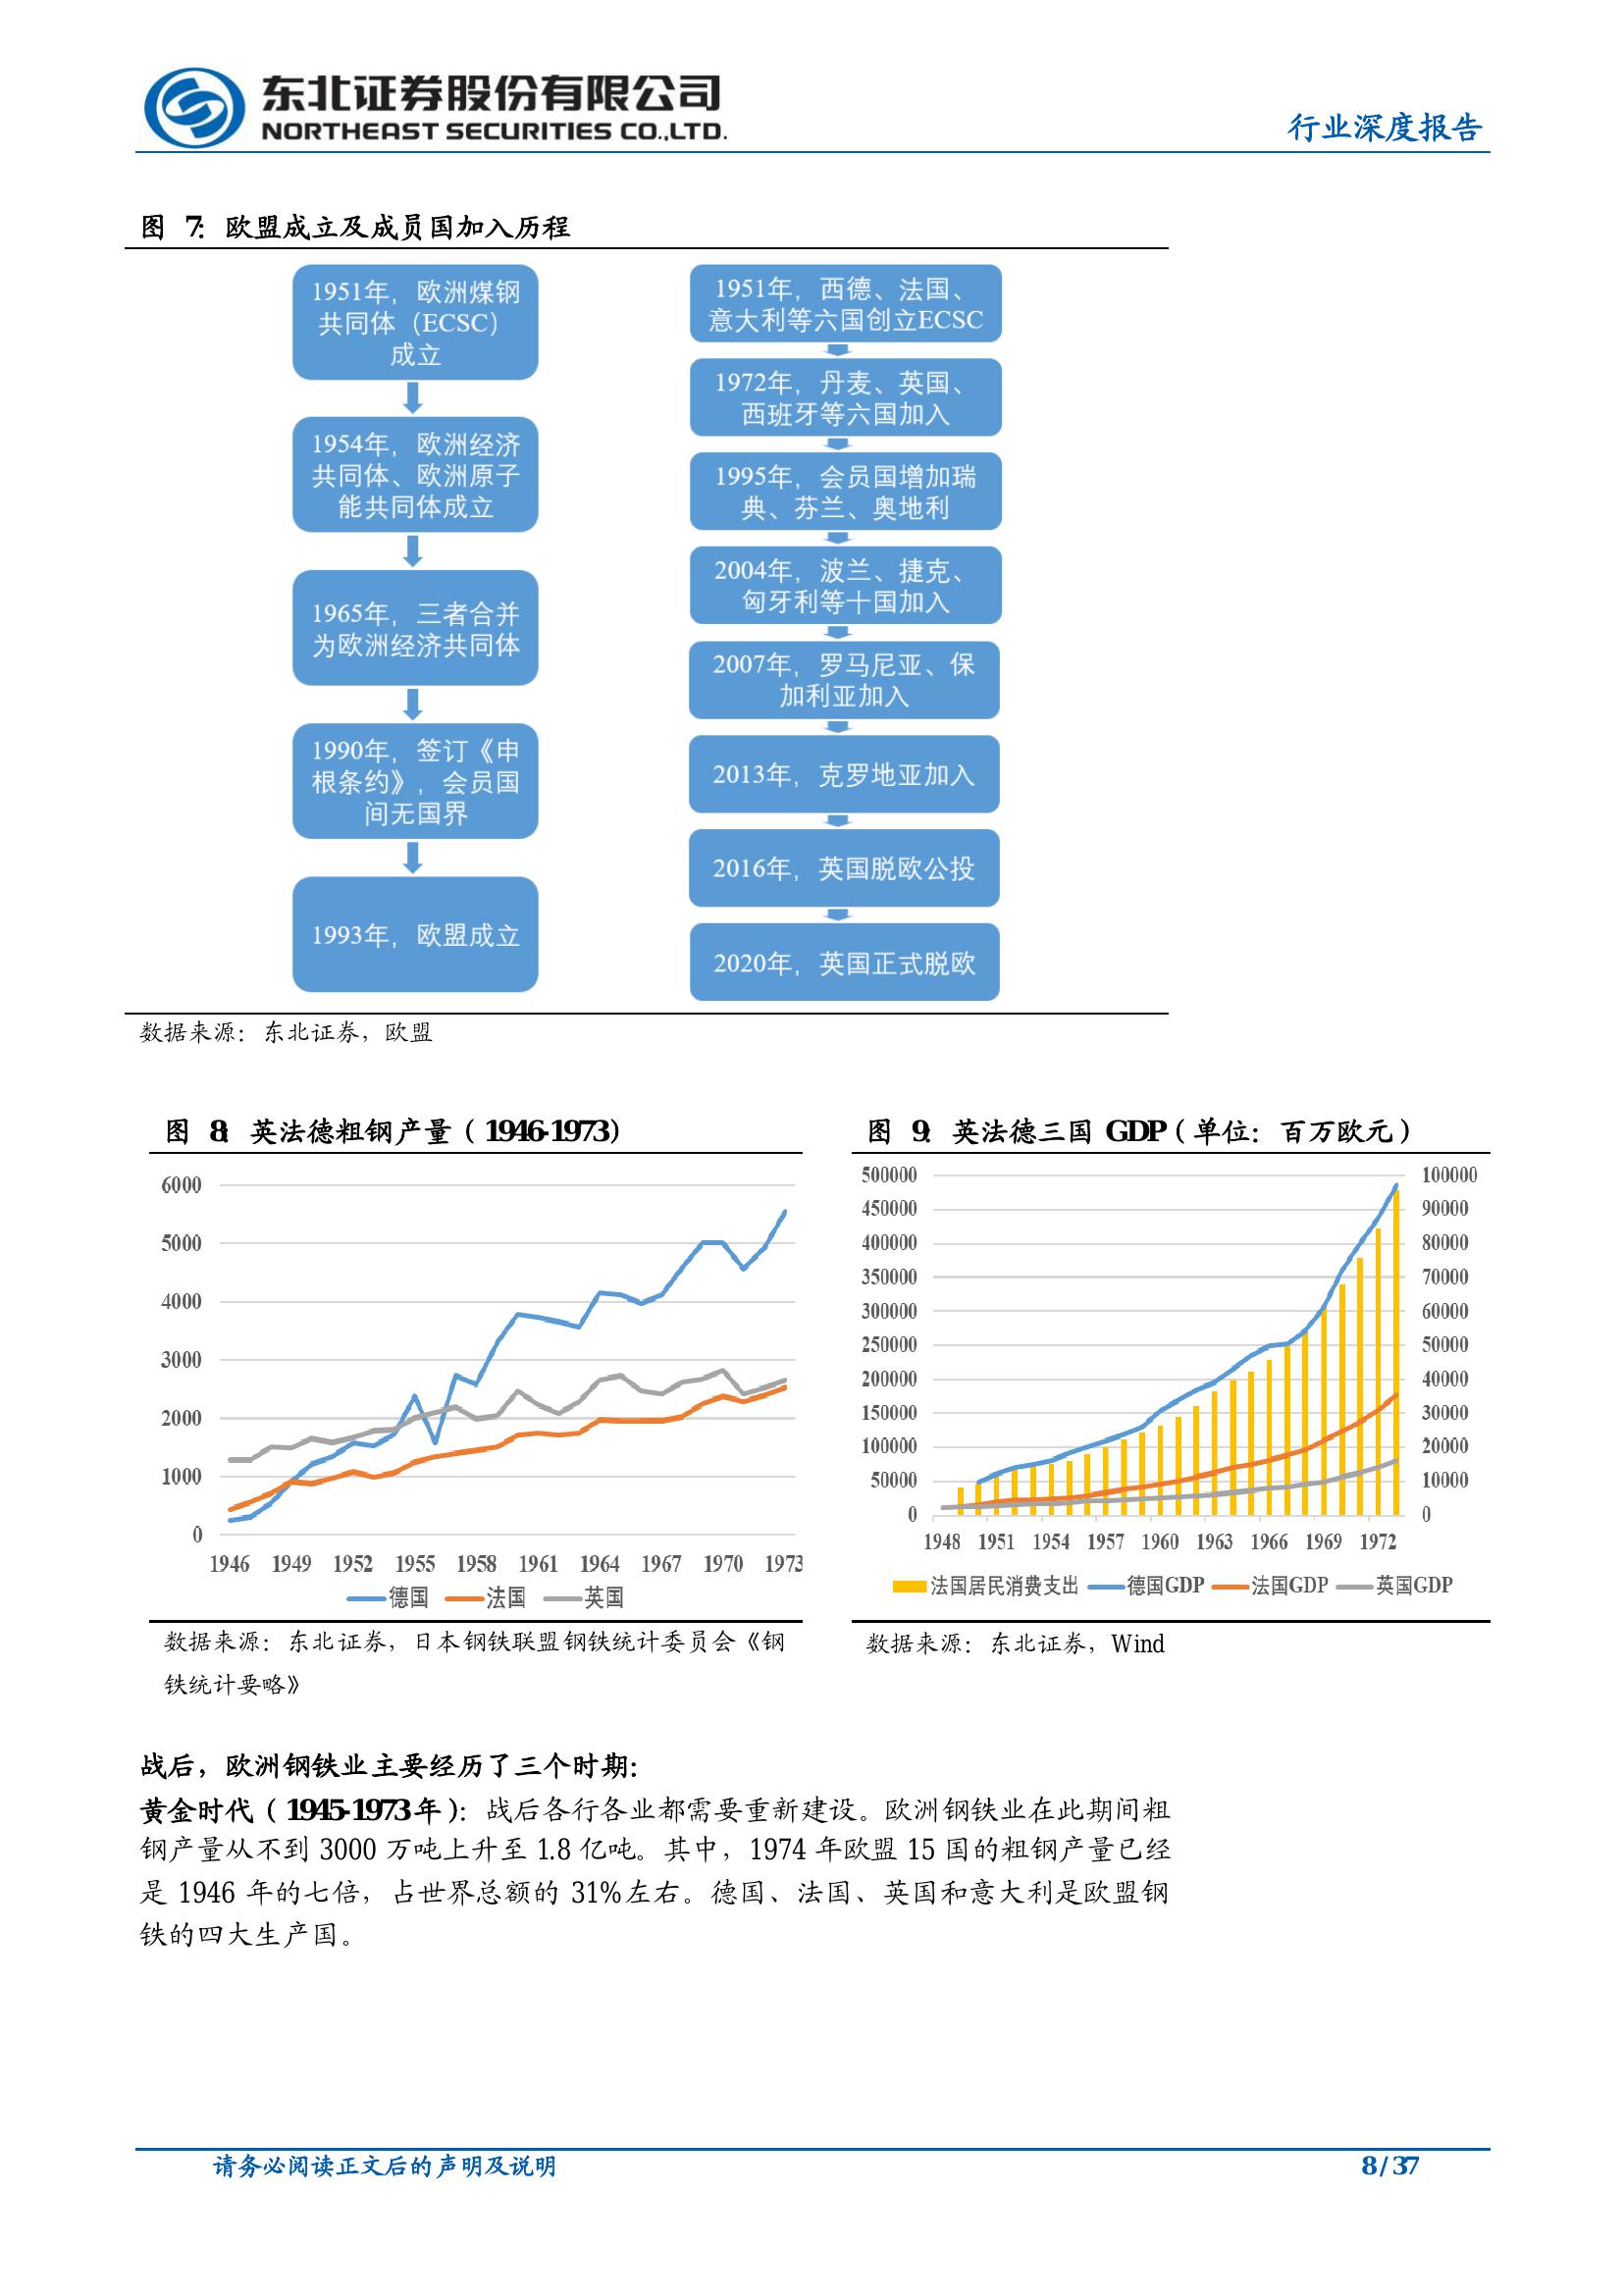 东北证券股份有限公司
NORTHEAST SECURITIES CO.,LTD.
行业深度报告
图 7: 欧盟成立及成员国加入历程
1951年，欧洲煤钢
共同体（ECSC）
成立
1954年，欧洲经济
共同体、欧洲原子
能共同体成立
1965年，三者合并
为欧洲经济共同体
1990年，签订《申
根条约》，会员国
间无国界
1993年，欧盟成立
1951年，西德、法国、
意大利等六国创立ECSC
1972年，丹麦、英国、
西班牙等六国加入
1995年，会员国增加瑞
典、芬兰、奥地利
2004年，波兰、捷克、
匈牙利等十国加入
2007年，罗马尼亚、保
加利亚加入
2013年，克罗地亚加入
2016年，英国脱欧公投
2020年，英国正式脱欧
数据来源：东北证券，欧盟
图 8: 英法德粗钢产量（1946-1973）
6000
5000
4000
3000
2000
1000
0
1946 1949 1952 1955 1958 1961 1964 1967 1970 1973
德国 法国 英国
数据来源：东北证券，日本钢铁联盟钢铁统计委员会《钢
铁统计要略》
图 9: 英法德三国 GDP（单位：百万欧元）
500000
450000
400000
350000
300000
250000
200000
150000
100000
50000
0
100000
90000
80000
70000
60000
50000
40000
30000
20000
10000
0
1948 1951 1954 1957 1960 1963 1966 1969 1972
法国居民消费支出 德国GDP 法国GDP 英国GDP
数据来源：东北证券，Wind
战后，欧洲钢铁业主要经历了三个时期：
黄金时代（1945-1973 年）：战后各行各业都需要重新建设。欧洲钢铁业在此期间粗
钢产量从不到 3000 万吨上升至 1.8 亿吨。其中，1974 年欧盟 15 国的粗钢产量已经
是 1946 年的七倍，占世界总额的 31%左右。德国、法国、英国和意大利是欧盟钢
铁的四大生产国。
请务必阅读正文后的声明及说明
8 / 37